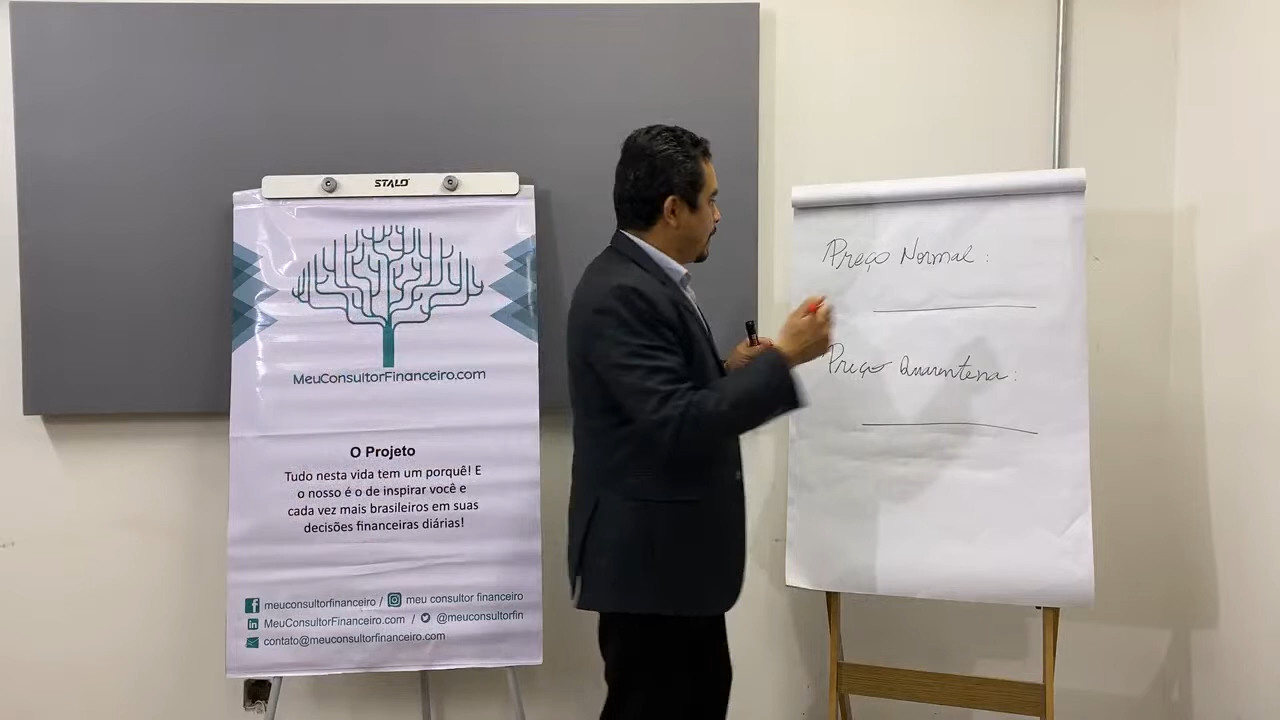 STALO
MeuConsultorFinanceiro.com
O Projeto
Tudo nesta vida tem um porquê! E
o nosso é o de inspirar você e
cada vez mais brasileiros em suas
decisões financeiras diárias!
meuconsultorfinanceiro / meu consultor financeiro
MeuConsultorFinanceiro.com / @meuconsultorfin
contato@meuconsultorfinanceiro.com
Preço Normal:
Preço Quarentena: